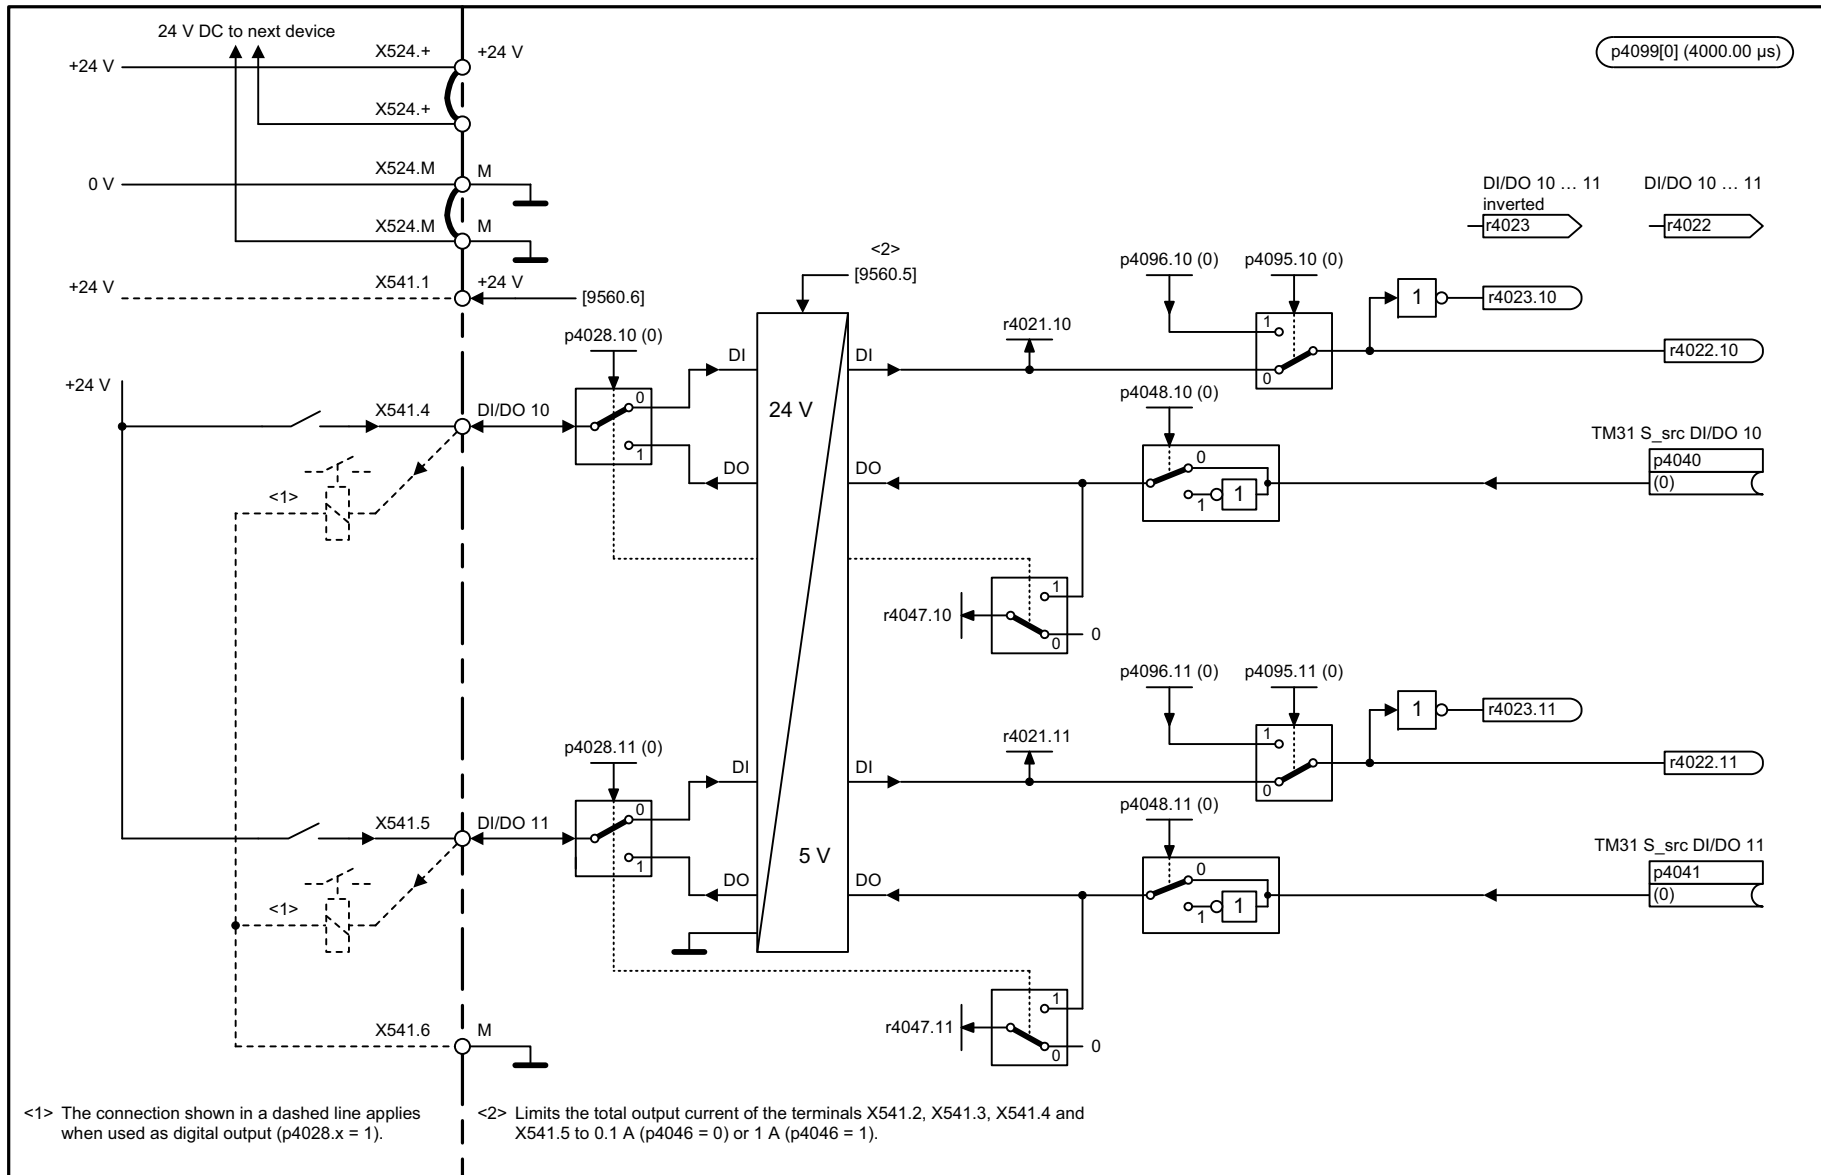 24 V DC to next device
X524.+
+24 V
+24 V
p4099[0] (4000.00 µs)
X524.+
X524.M
M
0 V
DI/DO 10 … 11
inverted
r4023
DI/DO 10 … 11
r4022
X524.M
M
<2>
[9560.5]
+24 V
X541.1
+24 V
[9560.6]
p4096.10 (0)
p4095.10 (0)
1
0
1
r4023.10
r4022.10
p4028.10 (0)
r4021.10
DI
DI
+24 V
X541.4
DI/DO 10
0
1
24 V
p4048.10 (0)
TM31 S_src DI/DO 10
p4040
(0)
DO
DO
0
1
1
<1>
r4047.10
1
0
0
p4096.11 (0)
p4095.11 (0)
1
0
1
r4023.11
r4022.11
p4028.11 (0)
r4021.11
DI
DI
X541.5
DI/DO 11
0
1
5 V
p4048.11 (0)
TM31 S_src DI/DO 11
p4041
(0)
DO
DO
0
1
1
<1>
r4047.11
1
0
0
X541.6
M
<1> The connection shown in a dashed line applies
when used as digital output (p4028.x = 1).
<2> Limits the total output current of the terminals X541.2, X541.3, X541.4 and
X541.5 to 0.1 A (p4046 = 0) or 1 A (p4046 = 1).